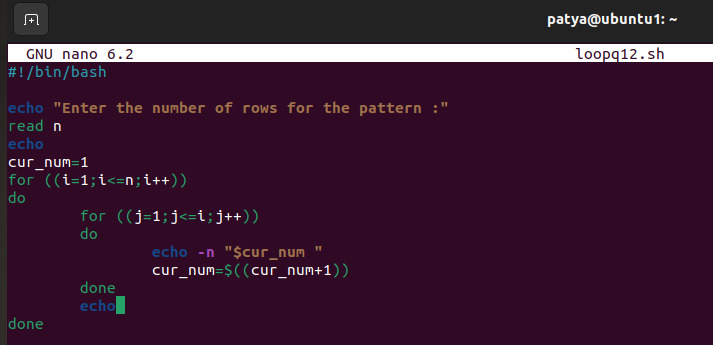 patya@ubuntu1: ~
GNU nano 6.2 loopq12.sh
#!/bin/bash
echo "Enter the number of rows for the pattern :"
read n
echo
cur_num=1
for ((i=1;i<=n;i++))
do
for ((j=1;j<=i;j++))
do
echo -n "$cur_num "
cur_num=$((cur_num+1))
done
echo
done